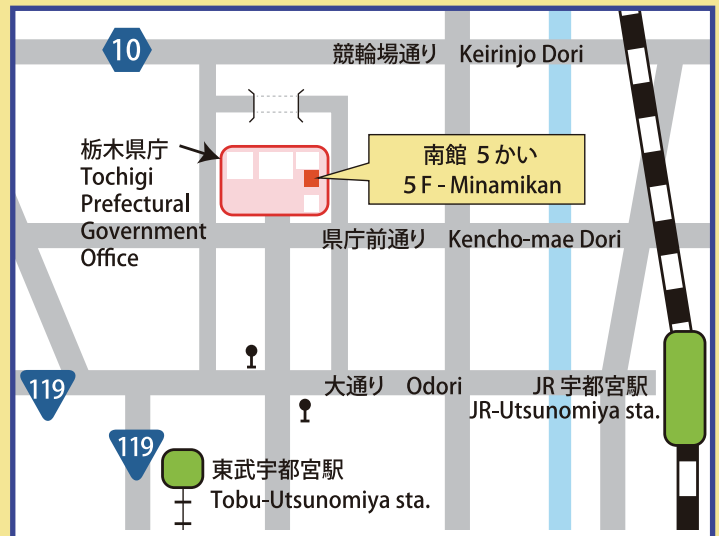 10
競輪場通り Keirinjo Dori
栃木県庁
Tochigi
Prefectural
Government
Office
南館 5かい
5F - Minamikan
県庁前通り Kencho-mae Dori
119
大通り Odori
JR 宇都宮駅
JR-Utsunomiya sta.
119
東武宇都宮駅
Tobu-Utsunomiya sta.